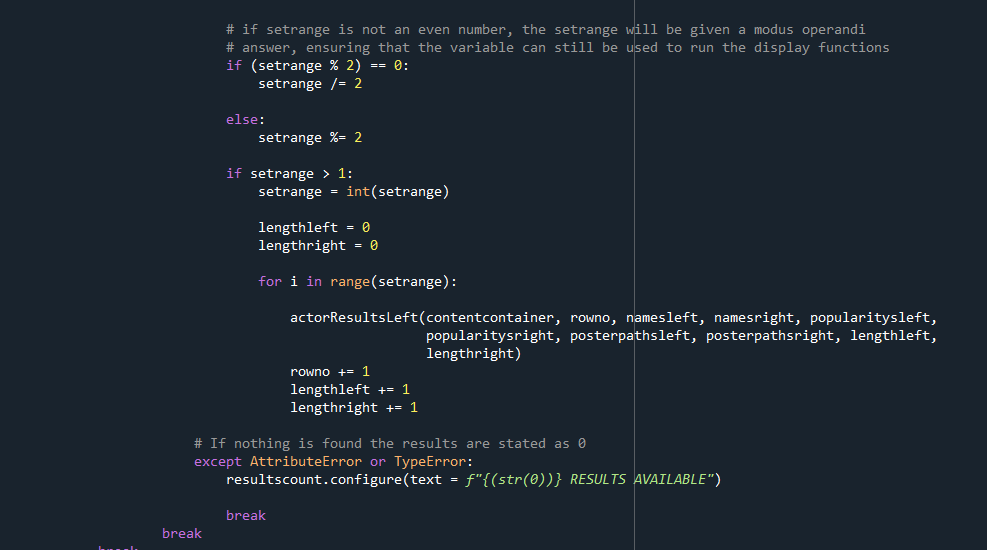 # if setrange is not an even number, the setrange will be given a modus operandi
# answer, ensuring that the variable can still be used to run the display functions
if (setrange % 2) == 0:
setrange /= 2
else:
setrange %= 2
if setrange > 1:
setrange = int(setrange)
lengthleft = 0
lengthright = 0
for i in range(setrange):
actorResultsLeft(contentcontainer, rowno, namesleft, namesright, popularitysleft,
popularitysright, posterpathsleft, posterpathsright, lengthleft,
lengthright)
rowno += 1
lengthleft += 1
lengthright += 1
# If nothing is found the results are stated as 0
except AttributeError or TypeError:
resultscount.configure(text = f"{(str(0))} RESULTS AVAILABLE")
break
break